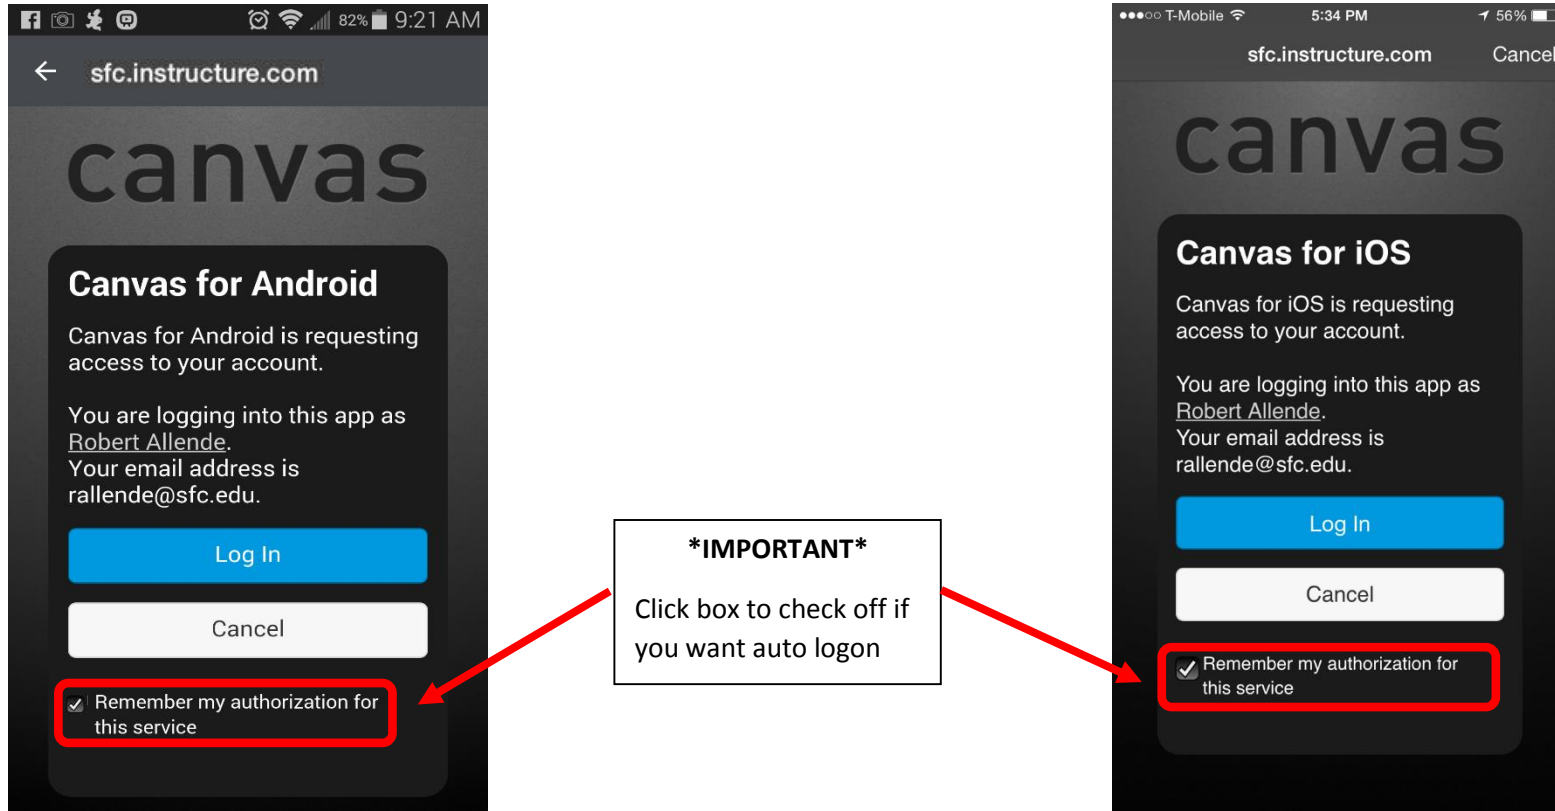 82% 9:21 AM
sfc.instructure.com
canvas
Canvas for Android
Canvas for Android is requesting
access to your account.
You are logging into this app as
Robert Allende.
Your email address is
rallende@sfc.edu.
Log In
Cancel
Remember my authorization for
this service
*IMPORTANT*
Click box to check off if
you want auto logon
T-Mobile 5:34 PM 56%
sfc.instructure.com Cancel
canvas
Canvas for iOS
Canvas for iOS is requesting
access to your account.
You are logging into this app as
Robert Allende.
Your email address is
rallende@sfc.edu.
Log In
Cancel
Remember my authorization for
this service